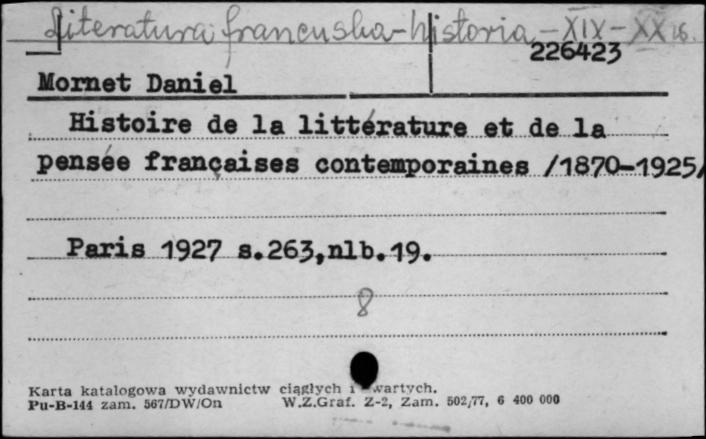 Literatura francuska-historia-XIX-XX w.
226423
Mornet Daniel
Histoire de la littérature et de la
pensée françaises contemporaines /1870-1925/
Paris 1927 s.263,nlb.19.
8
Karta katalogowa wydawnictw ciągłych i zwartych.
Pu-B-144 zam. 567/DW/On W.Z.Graf. Z-2, Zam. 502/77, 6 400 000